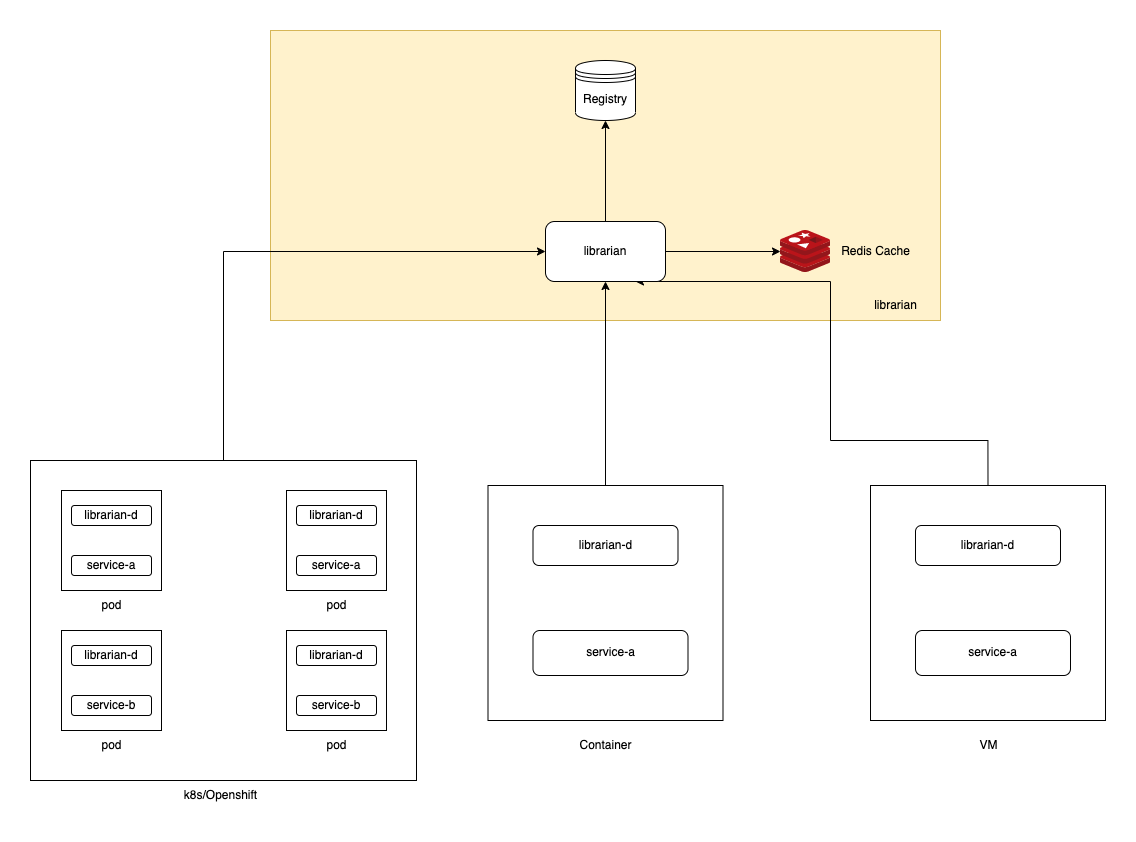 Registry
librarian
Redis Cache
librarian
librarian-d
service-a
pod
librarian-d
service-a
pod
librarian-d
service-b
pod
librarian-d
service-b
pod
k8s/Openshift
librarian-d
service-a
Container
librarian-d
service-a
VM